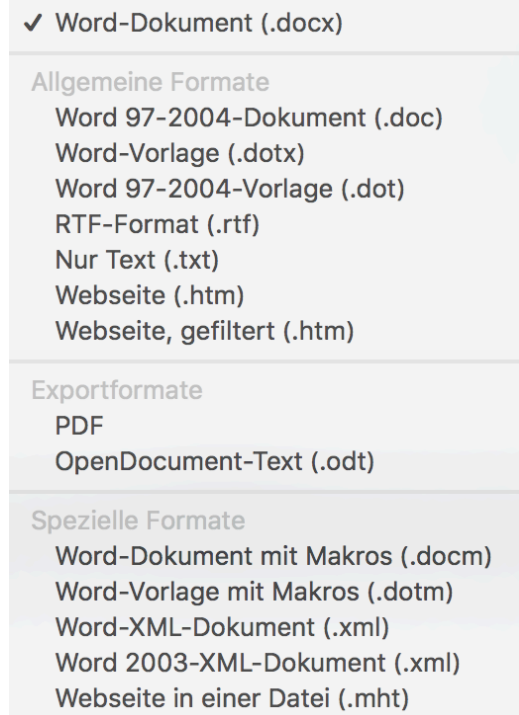 ✓ Word-Dokument (.docx)
Allgemeine Formate
Word 97-2004-Dokument (.doc)
Word-Vorlage (.dotx)
Word 97-2004-Vorlage (.dot)
RTF-Format (.rtf)
Nur Text (.txt)
Webseite (.htm)
Webseite, gefiltert (.htm)
Exportformate
PDF
OpenDocument-Text (.odt)
Spezielle Formate
Word-Dokument mit Makros (.docm)
Word-Vorlage mit Makros (.dotm)
Word-XML-Dokument (.xml)
Word 2003-XML-Dokument (.xml)
Webseite in einer Datei (.mht)